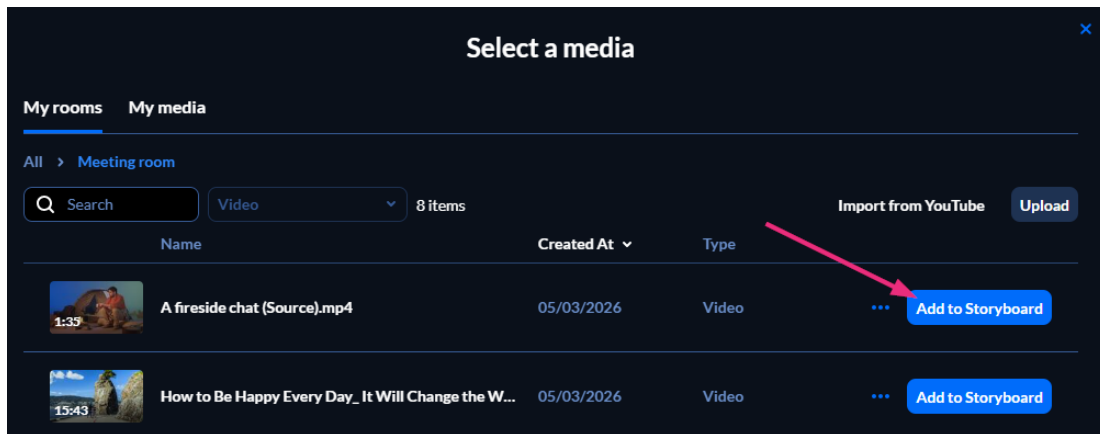 Select a media
My rooms My media
All > Meeting room
Search Video 8 items Import from YouTube Upload
Name Created At Type
1:35 A fireside chat (Source).mp4 05/03/2026 Video ••• Add to Storyboard
15:43 How to Be Happy Every Day_ It Will Change the W... 05/03/2026 Video ••• Add to Storyboard